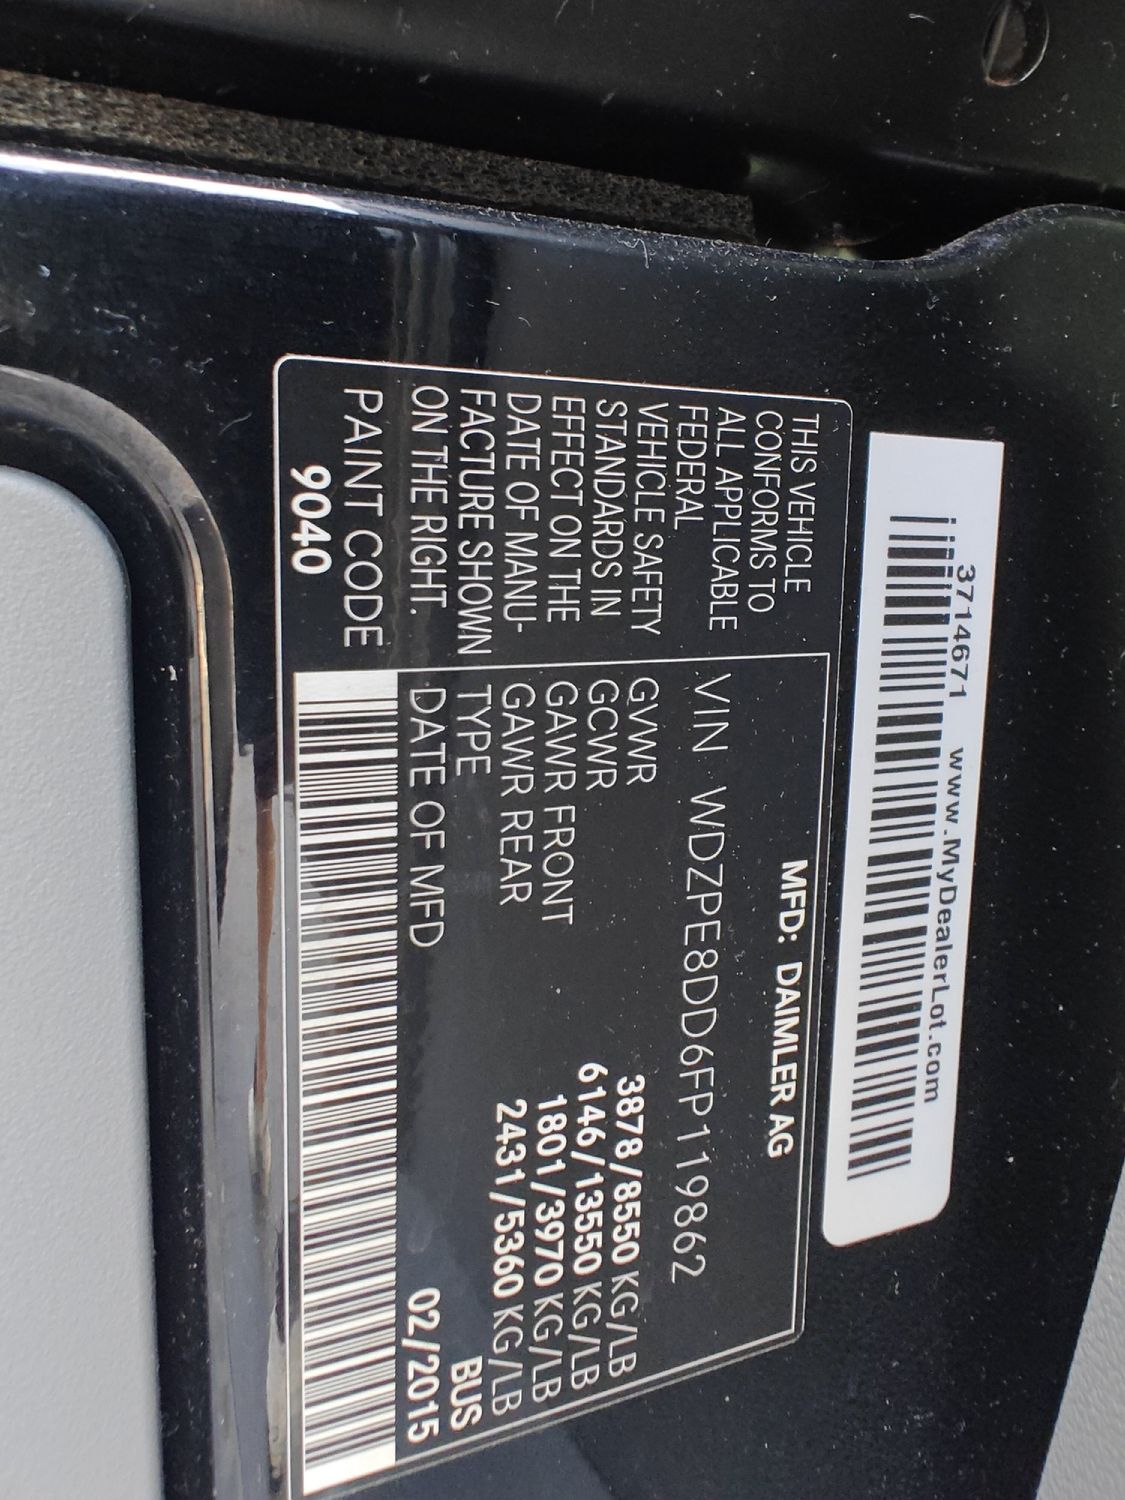 3714671 www.MyDealerLot.com
THIS VEHICLE
CONFORMS TO
ALL APPLICABLE
FEDERAL
VEHICLE SAFETY
STANDARDS IN
EFFECT ON THE
DATE OF MANU-
FACTURE SHOWN
ON THE RIGHT.
PAINT CODE
9040
MFD: DAIMLER AG
VIN WDZPE8DD6FP119862
GVWR 3878/8550 KG/LB
GCWR 6146/13550 KG/LB
GAWR FRONT 1801/3970 KG/LB
GAWR REAR 2431/5360 KG/LB
TYPE BUS
DATE OF MFD 02/2015